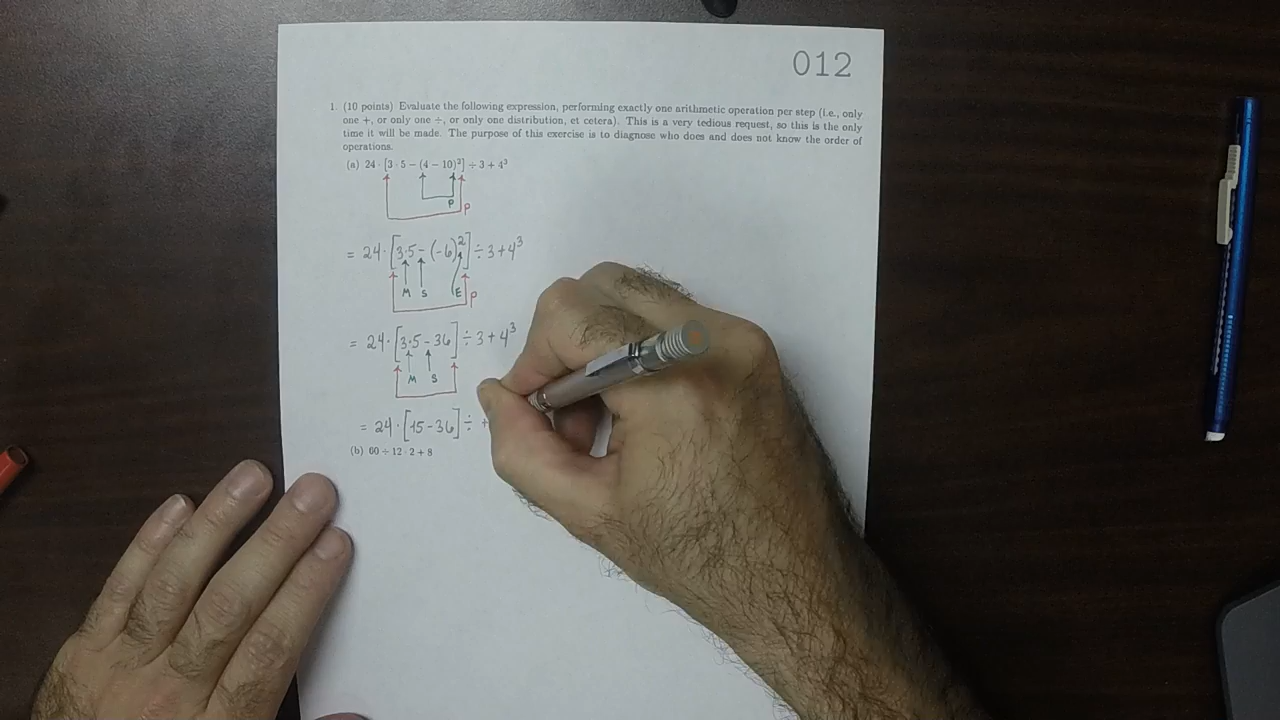 012
1. (10 points) Evaluate the following expression, performing exactly one arithmetic operation per step (i.e., only
one +, or only one ÷, or only one distribution, et cetera). This is a very tedious request, so this is the only
time it will be made. The purpose of this exercise is to diagnose who does and does not know the order of
operations.
(a) 24 · [3 · 5 − (4 − 10)²] ÷ 3 + 4³
P P
= 24 · [3·5 − (−6)²] ÷ 3 + 4³
M S E P
= 24 · [3·5 − 36] ÷ 3 + 4³
M S
= 24 · [15 − 36] ÷ +
(b) 60 ÷ 12 · 2 + 8